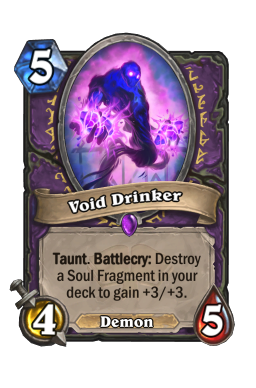 5
Void Drinker
Taunt. Battlecry: Destroy
a Soul Fragment in your
deck to gain +3/+3.
4
Demon
5